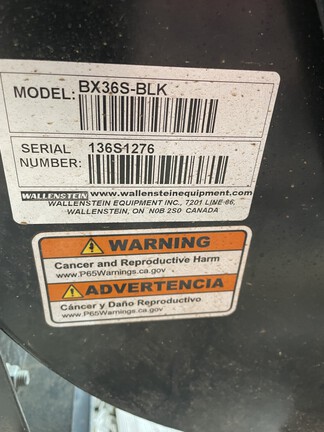 MODEL: BX36S-BLK
SERIAL NUMBER: 136S1276
WALLENSTEIN www.wallensteinequipment.com
WALLENSTEIN EQUIPMENT INC., 7201 LINE 86,
WALLENSTEIN, ON N0B 2S0 CANADA
WARNING
Cancer and Reproductive Harm
www.P65Warnings.ca.gov
ADVERTENCIA
Cáncer y Daño Reproductivo
www.P65Warnings.ca.gov